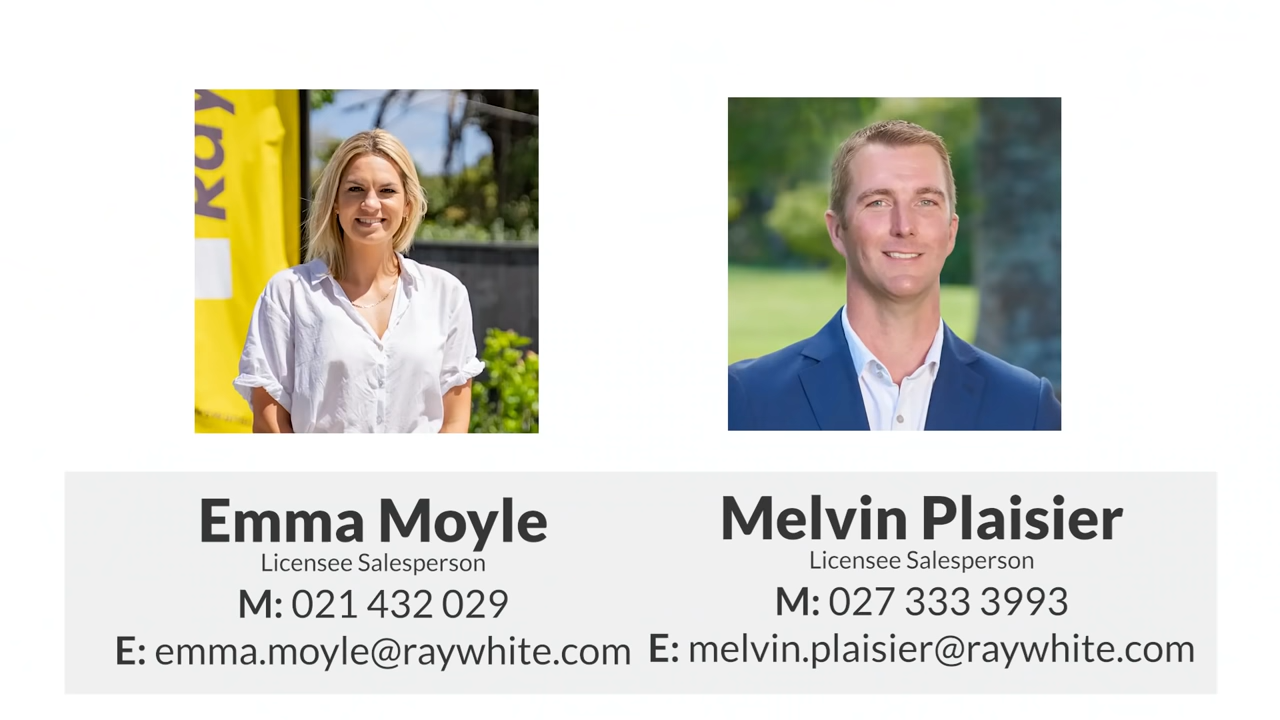 Ray
Emma Moyle
Licensee Salesperson
M: 021 432 029
E: emma.moyle@raywhite.com
Melvin Plaisier
Licensee Salesperson
M: 027 333 3993
E: melvin.plaisier@raywhite.com